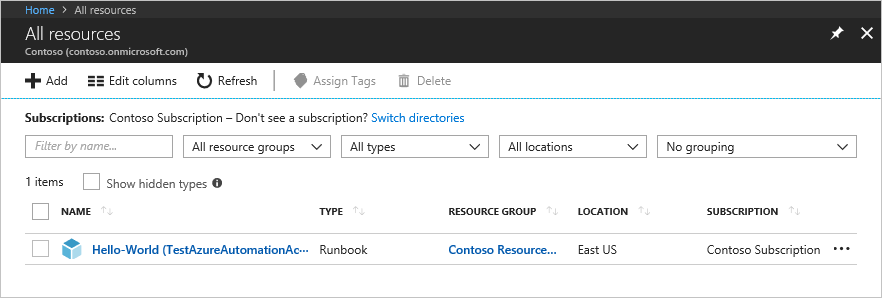 Home > All resources
All resources
Contoso (contoso.onmicrosoft.com)
Add Edit columns Refresh Assign Tags Delete
Subscriptions: Contoso Subscription – Don't see a subscription? Switch directories
Filter by name... All resource groups All types All locations No grouping
1 items Show hidden types
NAME TYPE RESOURCE GROUP LOCATION SUBSCRIPTION
Hello-World (TestAzureAutomationAc··· Runbook Contoso Resource... East US Contoso Subscription